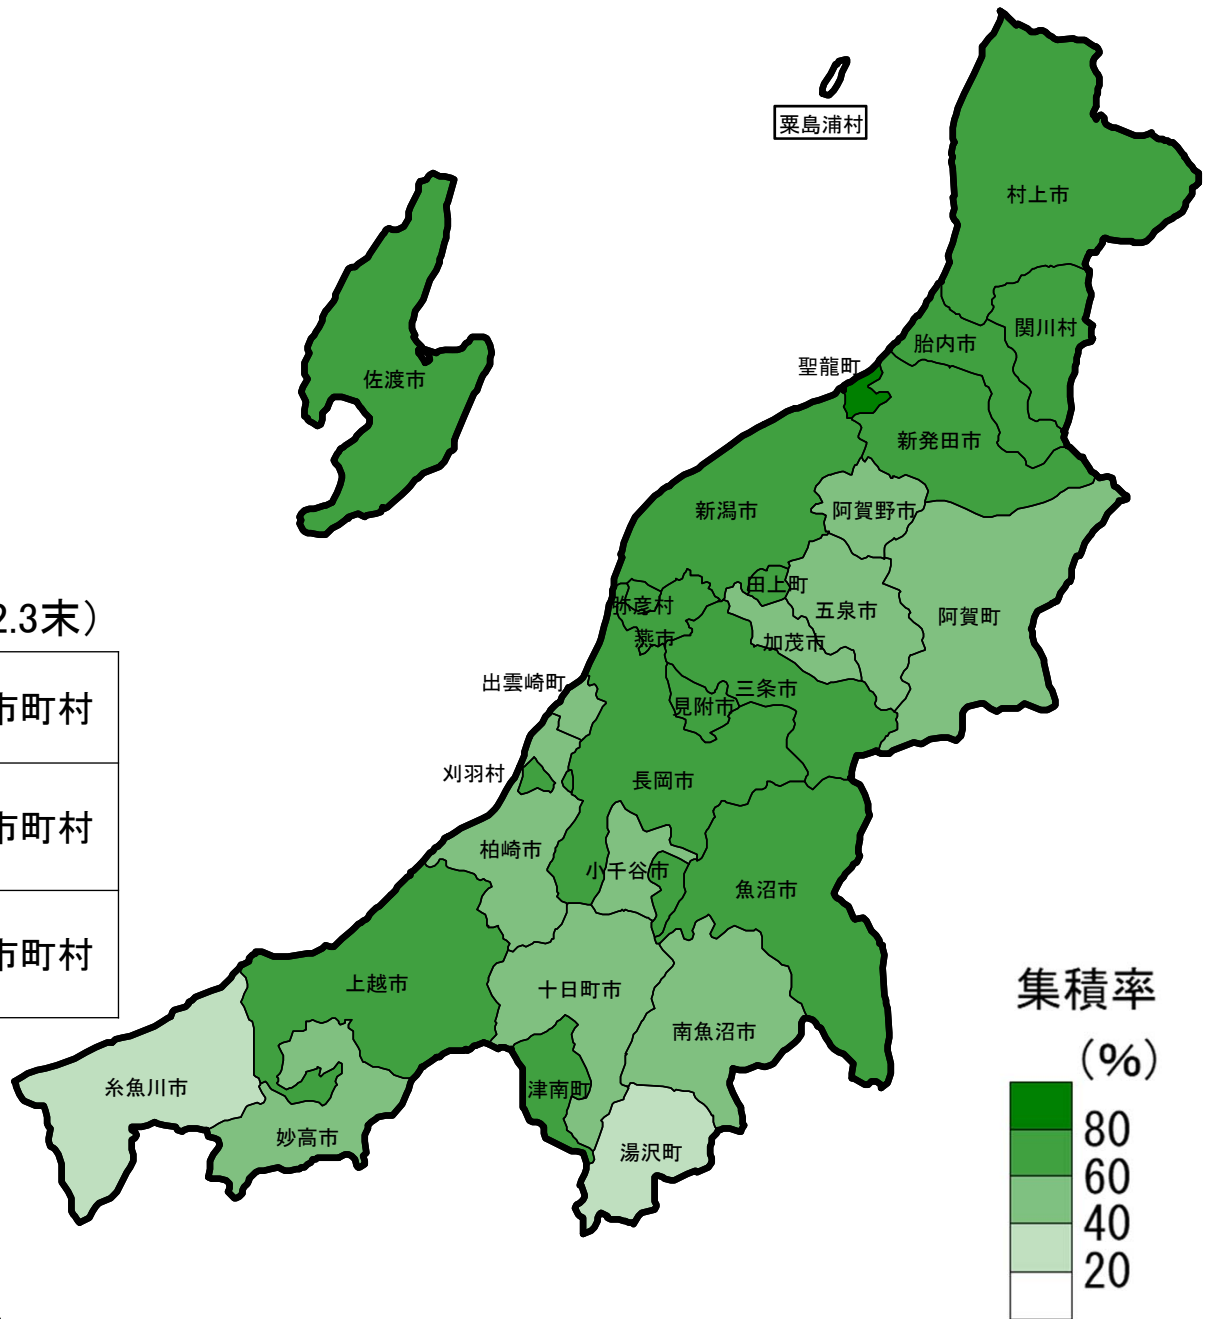 粟島浦村
村上市
関川村
胎内市
聖龍町
佐渡市
新発田市
新潟市
阿賀野市
田上町
弥彦村
五泉市
阿賀町
2.3末）
燕市
加茂市
出雲崎町
三条市
市町村
見附市
刈羽村
長岡市
市町村
柏崎市
小千谷市
魚沼市
市町村
上越市
十日町市
南魚沼市
糸魚川市
津南町
妙高市
湯沢町
集積率
（%）
80
60
40
20